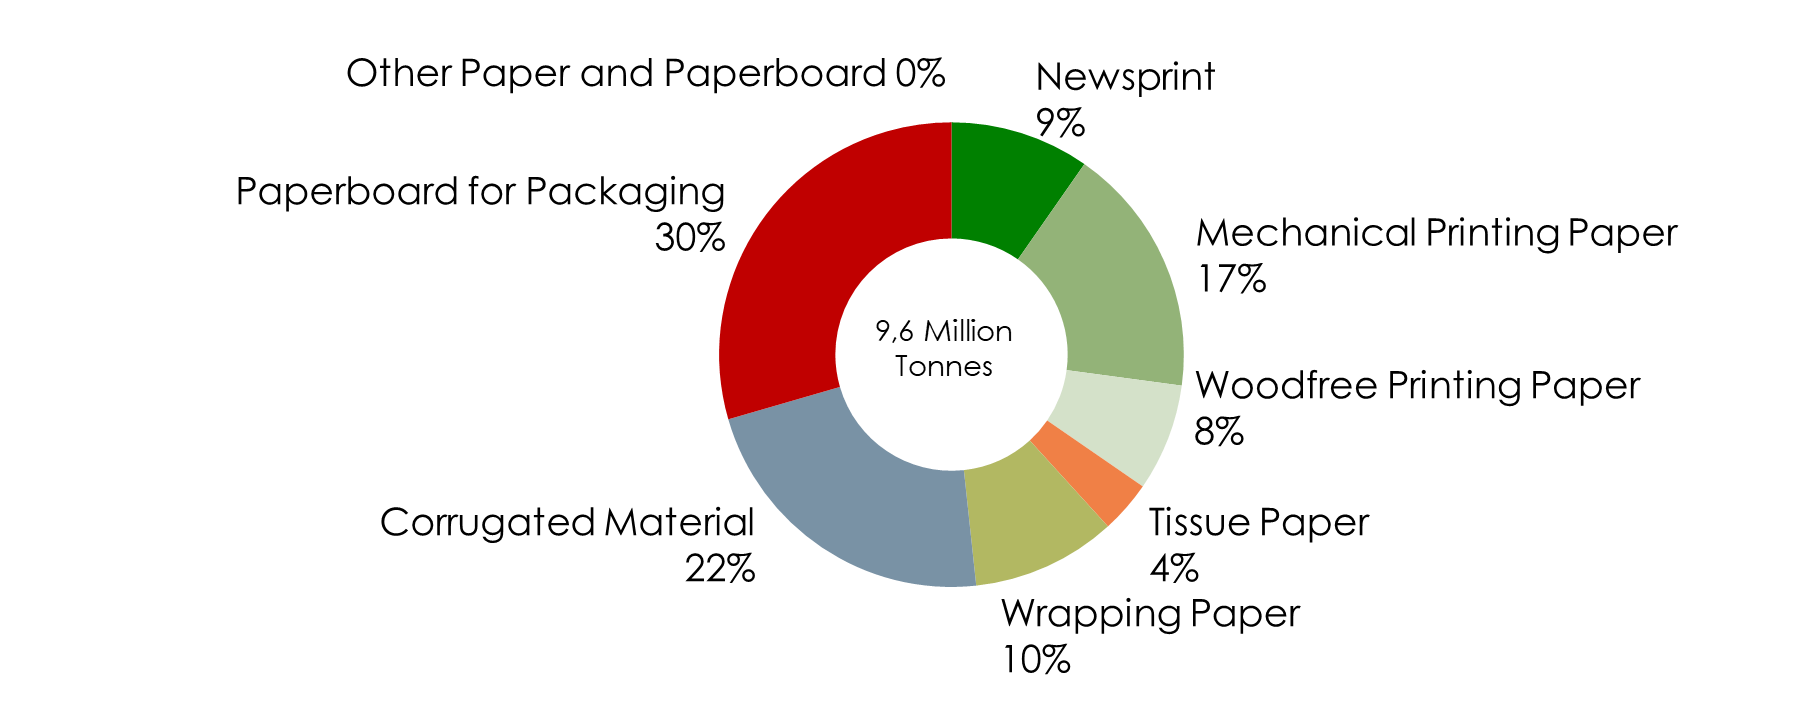 Other Paper and Paperboard 0%
Newsprint
9%
Paperboard for Packaging
30%
Mechanical Printing Paper
17%
9,6 Million
Tonnes
Woodfree Printing Paper
8%
Corrugated Material
22%
Tissue Paper
4%
Wrapping Paper
10%